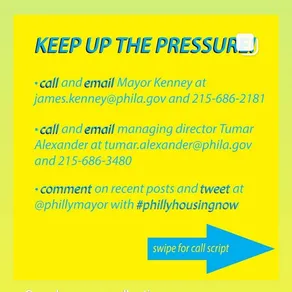 KEEP UP THE PRESSURE!
• call and email Mayor Kenney at
james.kenney@phila.gov and 215-686-2181
• call and email managing director Tumar
Alexander at tumar.alexander@phila.gov
and 215-686-3480
• comment on recent posts and tweet at
@phillymayor with #phillyhousingnow
swipe for call script